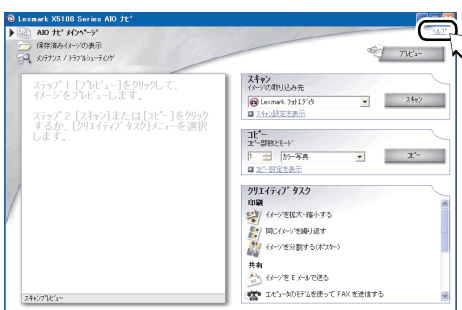 Lexmark X5100 Series AIO ナビ
ヘルプ
AIO ナビ メインページ
保存済みイメージの表示
メンテナンス / トラブルシューティング
プレビュー
ステップ 1 [プレビュー]をクリックして、
イメージをプレビューします。
ステップ 2 [スキャン]または[コピー]をクリック
するか、[クリエイティブ タスク]メニューを選択
します。
スキャンプレビュー
スキャン
イメージの取り込み先
Lexmark フォトエディタ
スキャン
スキャン設定を表示
コピー
コピー部数とモード
1
カラー写真
コピー
コピー設定を表示
クリエイティブ タスク
印刷
イメージを拡大・縮小する
同じイメージを繰り返す
イメージを分割する(ポスター)
共有
イメージを E メールで送る
コンピュータのモデムを使って FAX を送信する